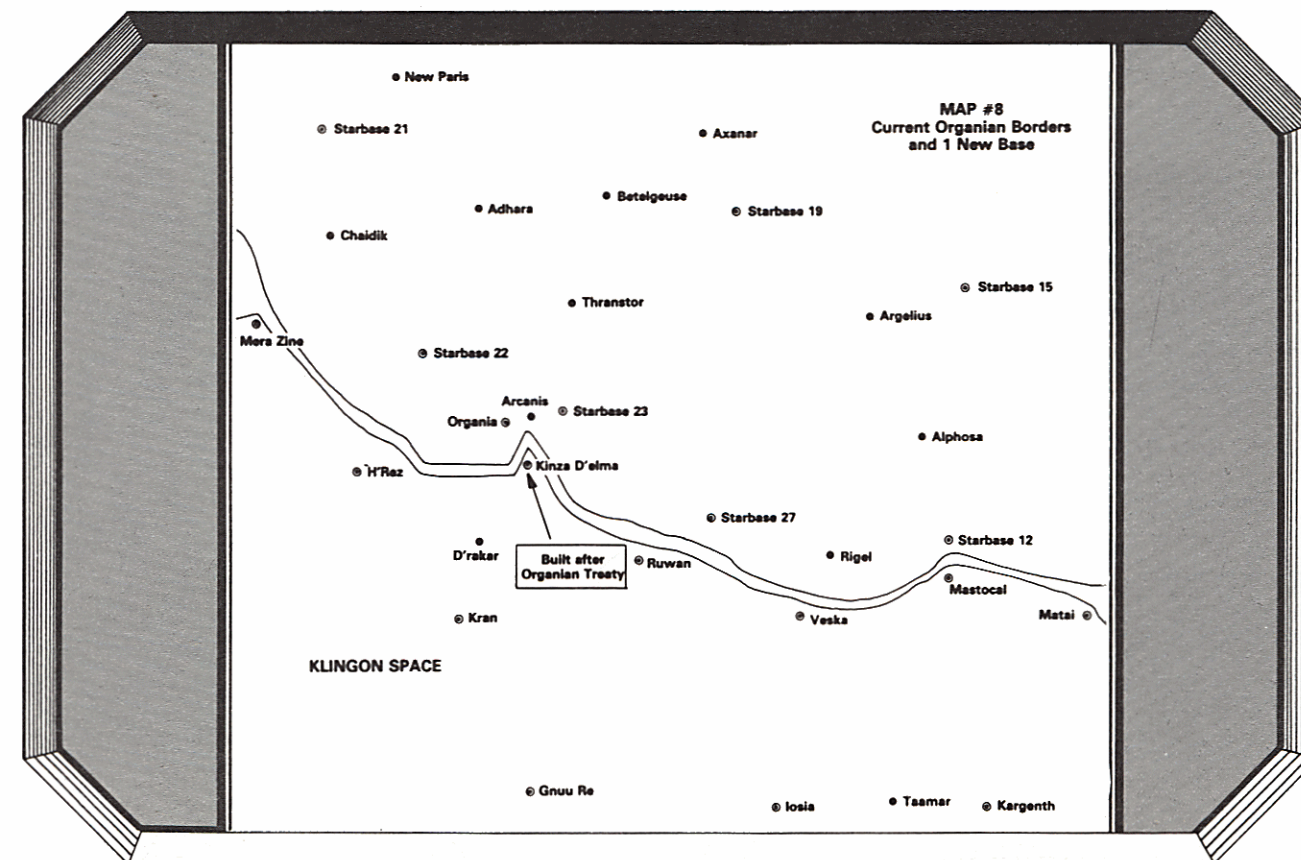 New Paris
MAP #8
Current Organian Borders
and 1 New Base
Starbase 21
Axanar
Betelgeuse
Adhara
Starbase 19
Chaidik
Starbase 15
Thranstor
Argelius
Mera Zine
Starbase 22
Arcanis
Starbase 23
Organia
Alphosa
Kinza D'elma
H'Rez
Starbase 27
Starbase 12
D'rakar
Built after
Organian Treaty
Ruwan
Rigel
Mastocal
Kran
Veska
Matai
KLINGON SPACE
Gnuu Re
Iosia
Taamar
Kargenth